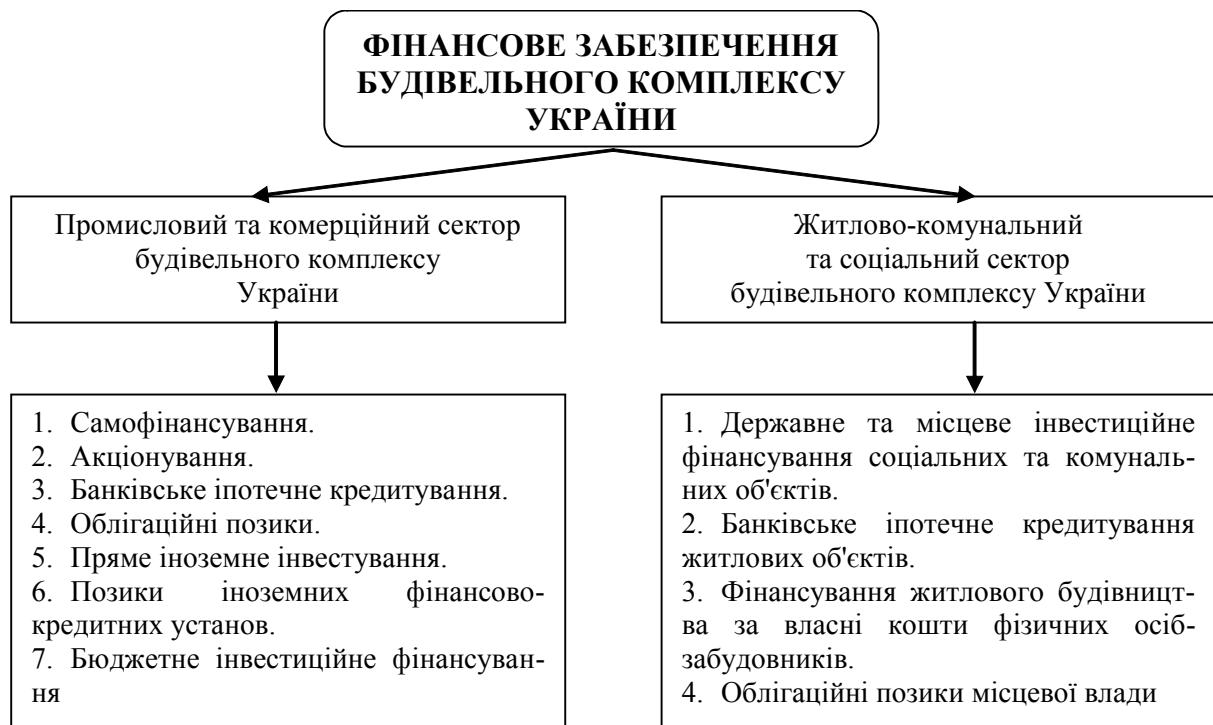 ФІНАНСОВЕ ЗАБЕЗПЕЧЕННЯ
БУДІВЕЛЬНОГО КОМПЛЕКСУ
УКРАЇНИ
Промисловий та комерційний сектор
будівельного комплексу
України
Житлово-комунальний
та соціальний сектор
будівельного комплексу України
1. Самофінансування.
2. Акціонування.
3. Банківське іпотечне кредитування.
4. Облігаційні позики.
5. Пряме іноземне інвестування.
6. Позики іноземних фінансово-
кредитних установ.
7. Бюджетне інвестиційне фінансуван-
ня
1. Державне та місцеве інвестиційне
фінансування соціальних та комуналь-
них об'єктів.
2. Банківське іпотечне кредитування
житлових об'єктів.
3. Фінансування житлового будівницт-
ва за власні кошти фізичних осіб-
забудовників.
4. Облігаційні позики місцевої влади